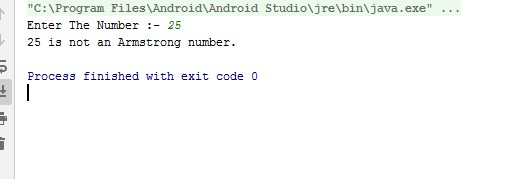 "C:\Program Files\Android\Android Studio\jre\bin\java.exe" ...
Enter The Number :- 25
25 is not an Armstrong number.
Process finished with exit code 0